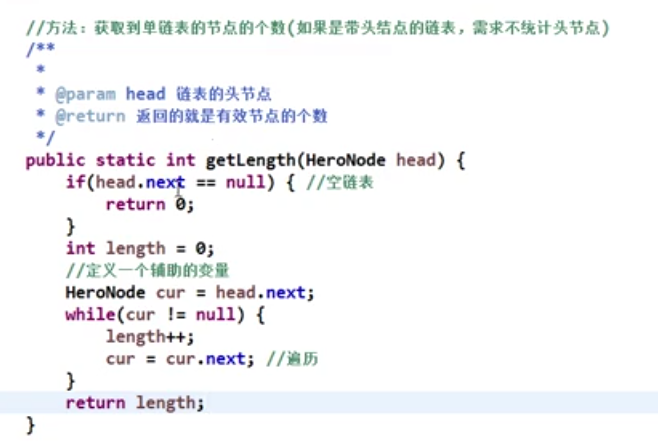 //方法：获取到单链表的节点的个数(如果是带头结点的链表，需求不统计头节点)
/**
 *
 * @param head 链表的头节点
 * @return 返回的就是有效节点的个数
 */
public static int getLength(HeroNode head) {
    if(head.next == null) { //空链表
        return 0;
    }
    int length = 0;
    //定义一个辅助的变量
    HeroNode cur = head.next;
    while(cur != null) {
        length++;
        cur = cur.next; //遍历
    }
    return length;
}